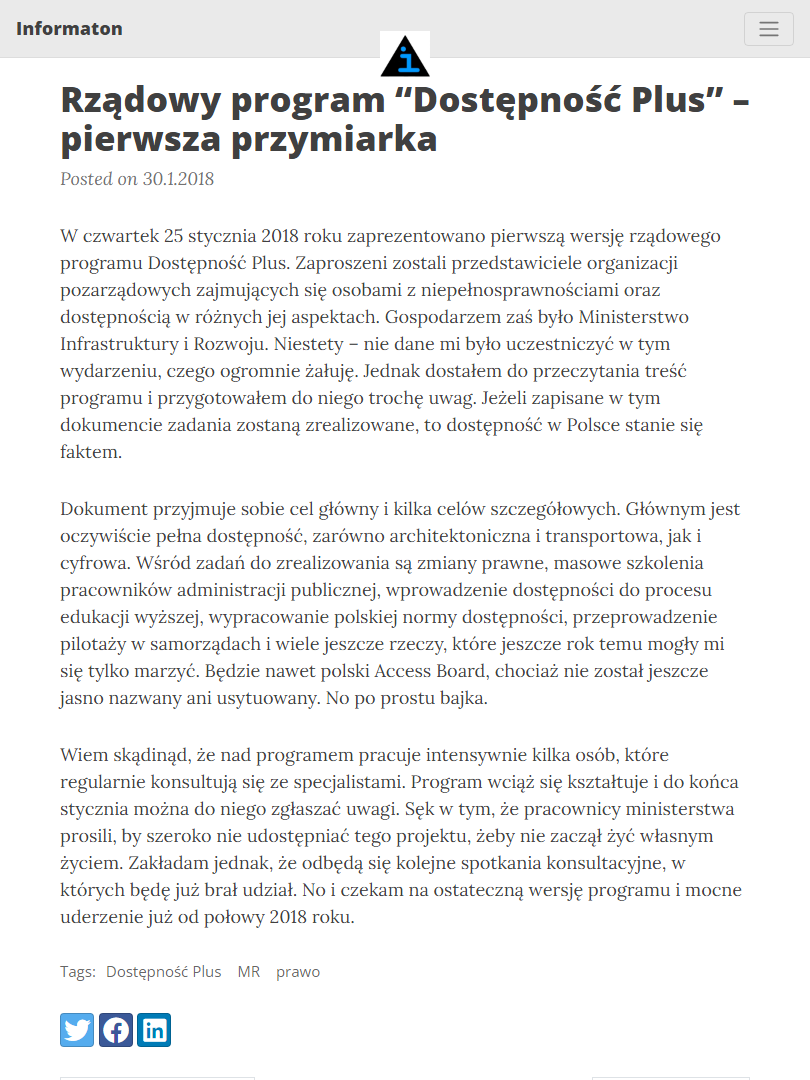 Informaton
Rządowy program “Dostępność Plus” –
pierwsza przymiarka
Posted on 30.1.2018
W czwartek 25 stycznia 2018 roku zaprezentowano pierwszą wersję rządowego
programu Dostępność Plus. Zaproszeni zostali przedstawiciele organizacji
pozarządowych zajmujących się osobami z niepełnosprawnościami oraz
dostępnością w różnych jej aspektach. Gospodarzem zaś było Ministerstwo
Infrastruktury i Rozwoju. Niestety – nie dane mi było uczestniczyć w tym
wydarzeniu, czego ogromnie żałuję. Jednak dostałem do przeczytania treść
programu i przygotowałem do niego trochę uwag. Jeżeli zapisane w tym
dokumencie zadania zostaną zrealizowane, to dostępność w Polsce stanie się
faktem.
Dokument przyjmuje sobie cel główny i kilka celów szczegółowych. Głównym jest
oczywiście pełna dostępność, zarówno architektoniczna i transportowa, jak i
cyfrowa. Wśród zadań do zrealizowania są zmiany prawne, masowe szkolenia
pracowników administracji publicznej, wprowadzenie dostępności do procesu
edukacji wyższej, wypracowanie polskiej normy dostępności, przeprowadzenie
pilotaży w samorządach i wiele jeszcze rzeczy, które jeszcze rok temu mogły mi
się tylko marzyć. Będzie nawet polski Access Board, chociaż nie został jeszcze
jasno nazwany ani usytuowany. No po prostu bajka.
Wiem skądinąd, że nad programem pracuje intensywnie kilka osób, które
regularnie konsultują się ze specjalistami. Program wciąż się kształtuje i do końca
stycznia można do niego zgłaszać uwagi. Sęk w tym, że pracownicy ministerstwa
prosili, by szeroko nie udostępniać tego projektu, żeby nie zaczął żyć własnym
życiem. Zakładam jednak, że odbędą się kolejne spotkania konsultacyjne, w
których będę już brał udział. No i czekam na ostateczną wersję programu i mocne
uderzenie już od połowy 2018 roku.
Tags: Dostępność Plus MR prawo